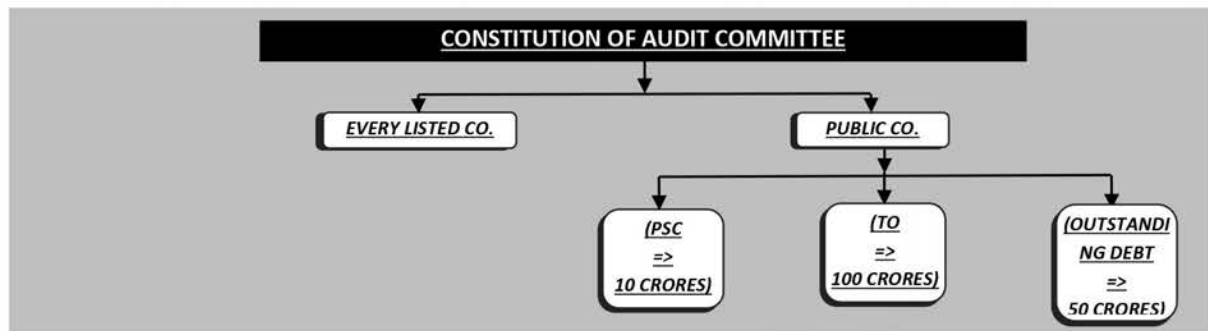 CONSTITUTION OF AUDIT COMMITTEE
EVERY LISTED CO.
PUBLIC CO.
(PSC
=>
10 CRORES)
(TO
=>
100 CRORES)
(OUTSTANDI
NG DEBT
=>
50 CRORES)